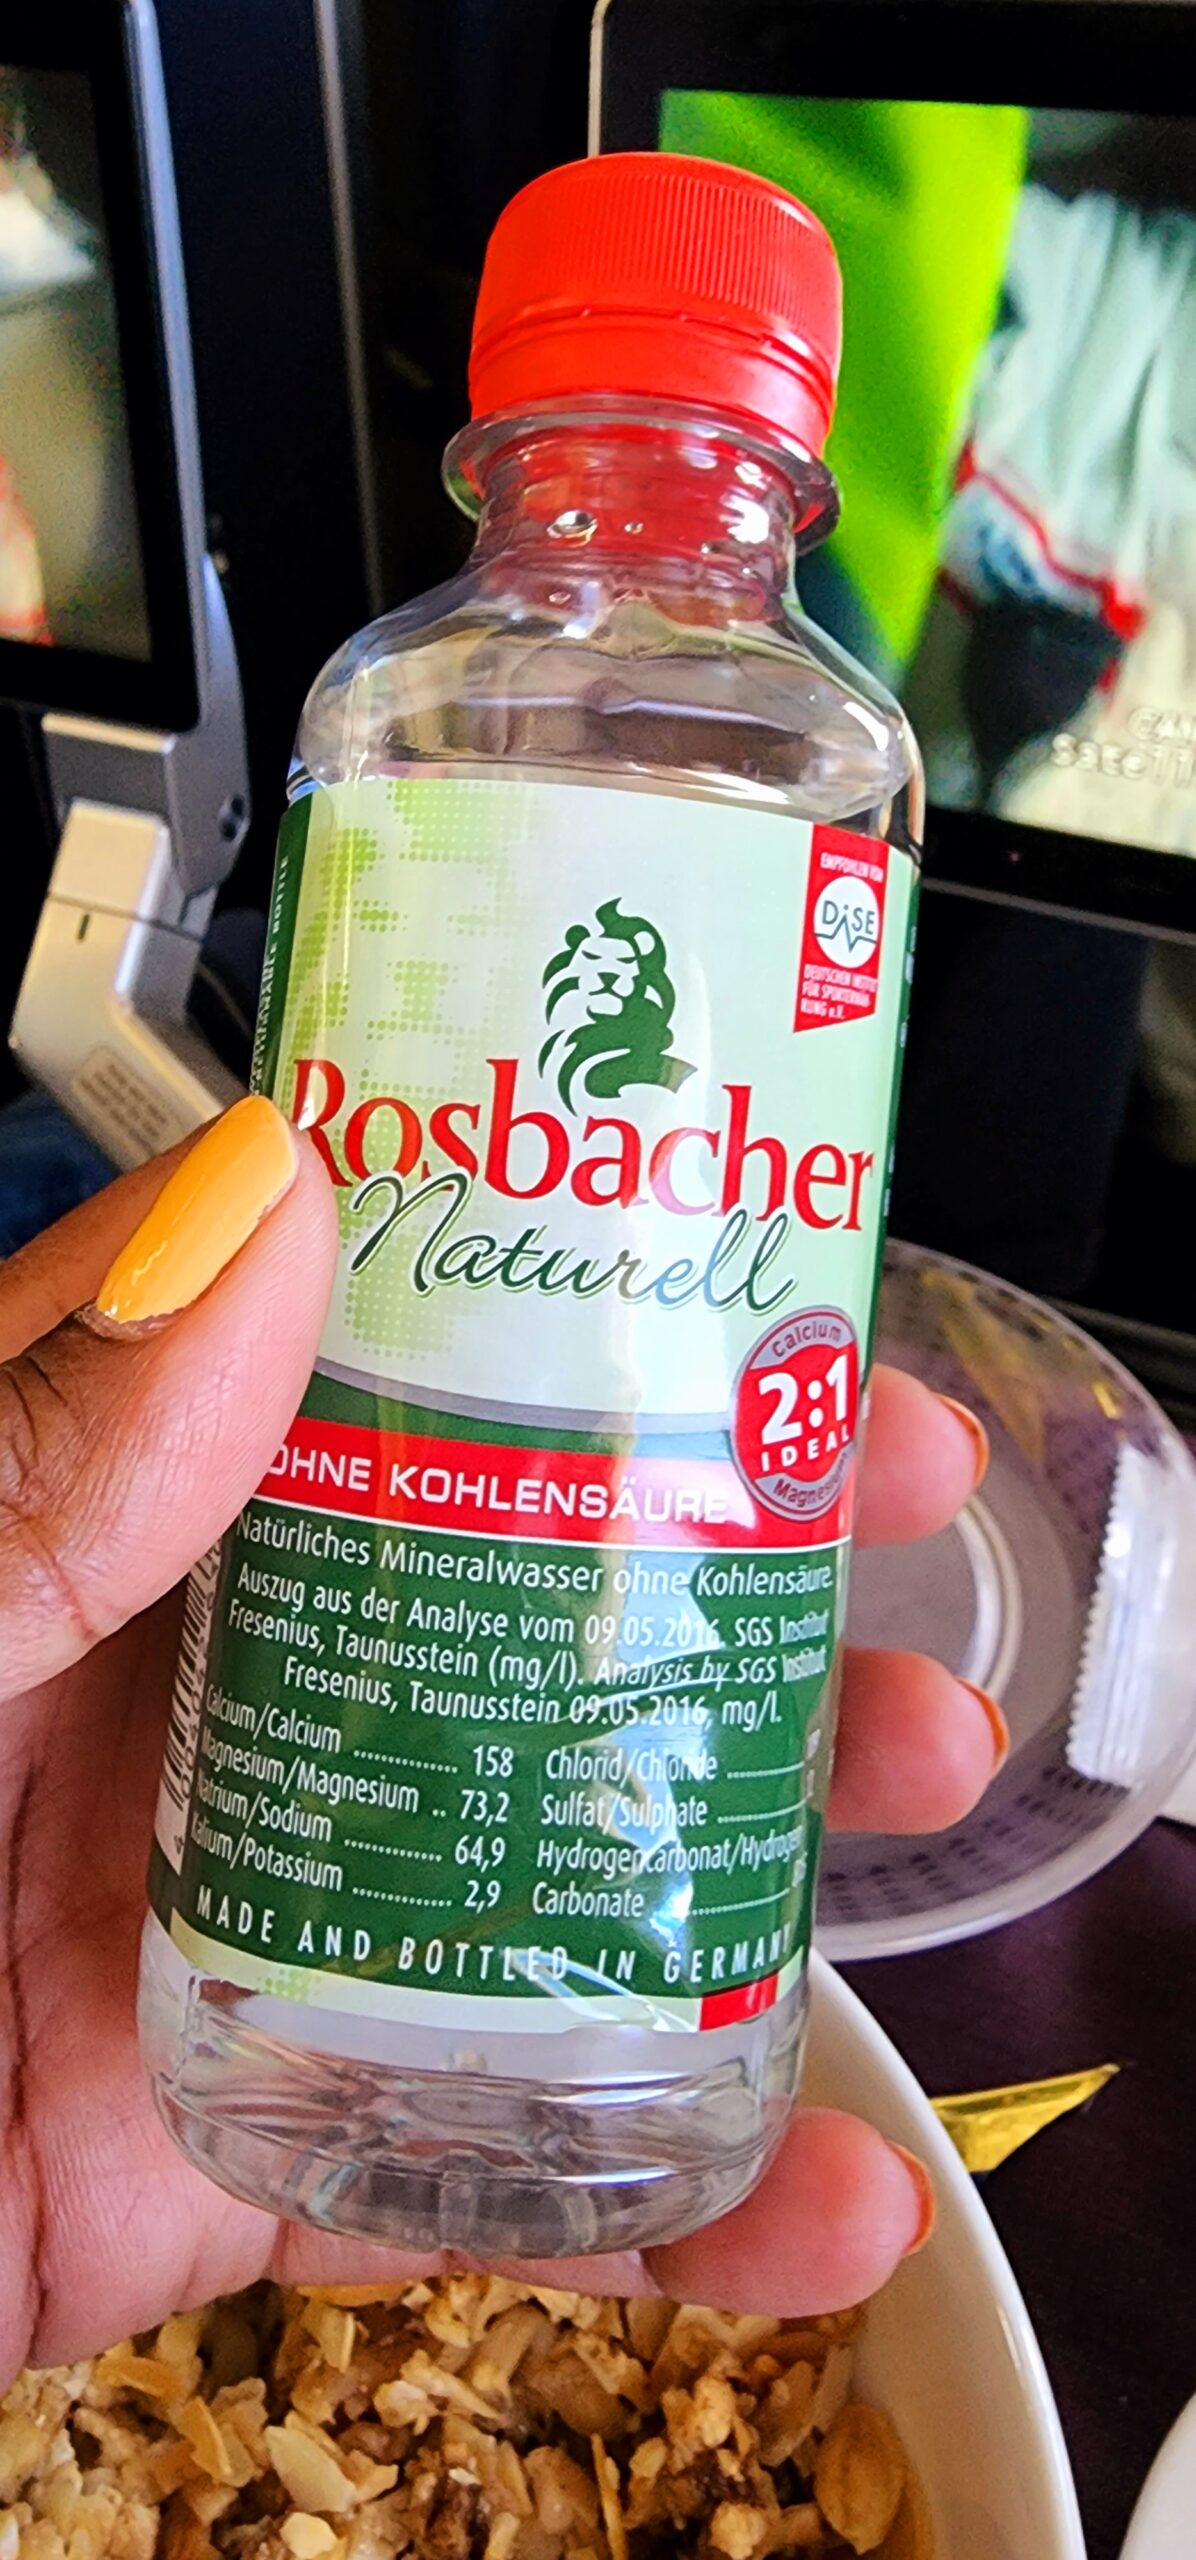 EMPFOHLEN VON
DiSE
DEUTSCHEN INSTITUT
FÜR SPORTERNÄH
RUNG e.V.
Rosbacher
Naturell
Calcium
2:1
IDEAL
Magnesium
OHNE KOHLENSÄURE
Natürliches Mineralwasser ohne Kohlensäure.
Auszug aus der Analyse vom 09.05.2016, SGS Institut
Fresenius, Taunusstein (mg/l). Analysis by SGS Institut
Fresenius, Taunusstein 09.05.2016, mg/l.
Calcium/Calcium ............. 158 Chlorid/Chloride ............
Magnesium/Magnesium .. 73,2 Sulfat/Sulphate ............
Natrium/Sodium ............. 64,9 Hydrogencarbonat/Hydrogen
Kalium/Potassium ............. 2,9 Carbonate ............
MADE AND BOTTLED IN GERMANY